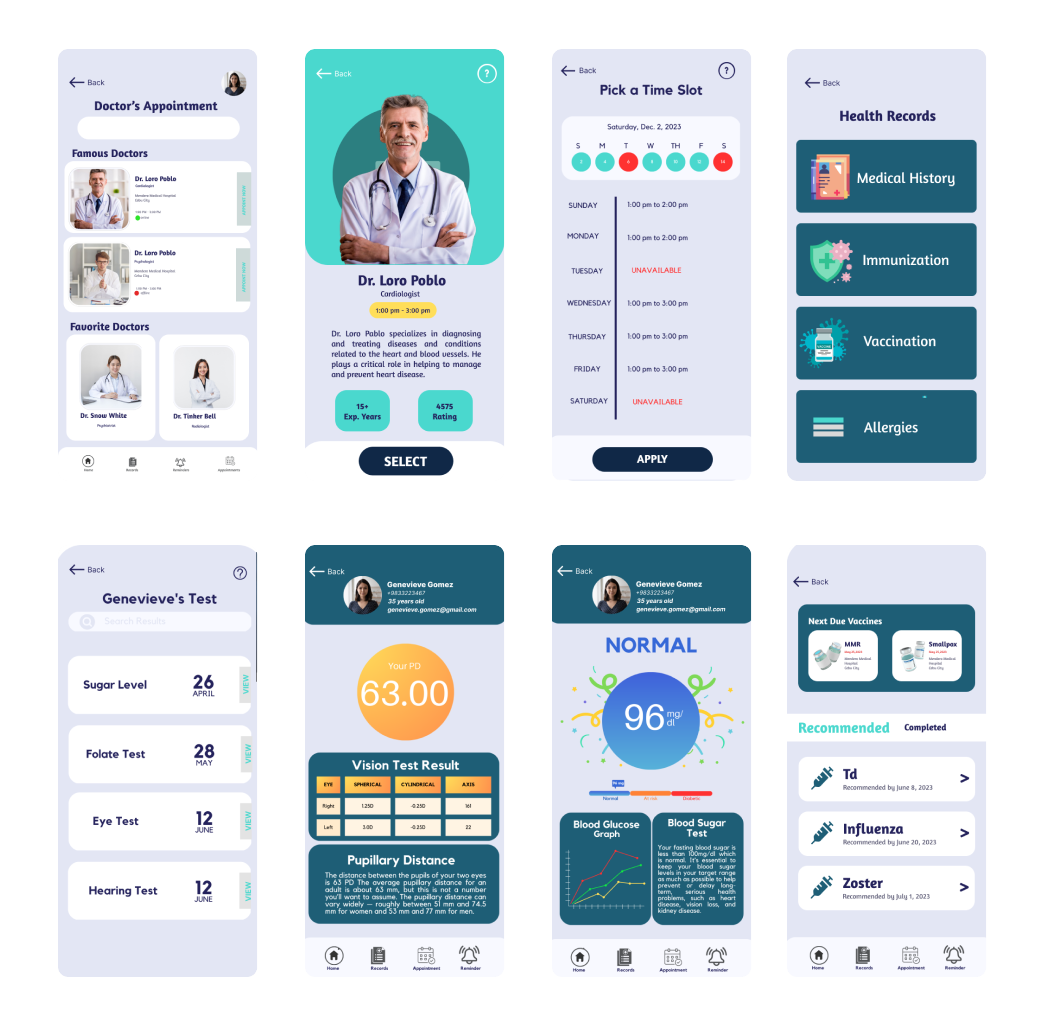 Back
Doctor's Appointment
Famous Doctors
Dr. Loro Poblo
Cardiologist
Mendero Medical Hospital
Cebu City
1:00 PM - 3:00 PM
APPOINT NOW
Dr. Loro Poblo
Psychologist
Mendero Medical Hospital
Cebu City
1:00 PM - 3:00 PM
APPOINT NOW
Favorite Doctors
Dr. Snow White
Psychiatrist
Dr. Tinker Bell
Radiologist
Home
Records
Reminders
Appointments
Back
?
Dr. Loro Poblo
Cardiologist
1:00 pm - 3:00 pm
Dr. Loro Pablo specializes in diagnosing
and treating diseases and conditions
related to the heart and blood vessels. He
plays a critical role in helping to manage
and prevent heart disease.
15+
Exp. Years
4575
Rating
SELECT
Back
?
Pick a Time Slot
Saturday, Dec. 2, 2023
S M T W TH F S
2 4 6 8 10 12 14
SUNDAY 1:00 pm to 2:00 pm
MONDAY 1:00 pm to 2:00 pm
TUESDAY UNAVAILABLE
WEDNESDAY 1:00 pm to 3:00 pm
THURSDAY 1:00 pm to 3:00 pm
FRIDAY 1:00 pm to 3:00 pm
SATURDAY UNAVAILABLE
APPLY
Back
Health Records
Medical History
Immunization
Vaccination
Allergies
Back
?
Genevieve's Test
Search Results
Sugar Level
26
APRIL
VIEW
Folate Test
28
MAY
VIEW
Eye Test
12
JUNE
VIEW
Hearing Test
12
JUNE
VIEW
Back
Genevieve Gomez
+9833223467
35 years old
genevieve.gomez@gmail.com
Your PD
63.00
Vision Test Result
EYE SPHERICAL CYLINDRICAL AXIS
Right 1.25D -0.25D 161
Left 3.0D -0.25D 22
Pupillary Distance
The distance between the pupils of your two eyes
is 63 PD The average pupillary distance for an
adult is about 63 mm, but this is not a number
you'll want to assume. The pupillary distance can
vary widely — roughly between 51 mm and 74.5
mm for women and 53 mm and 77 mm for men.
Home
Records
Appointment
Reminder
Back
Genevieve Gomez
+9833223467
35 years old
genevieve.gomez@gmail.com
NORMAL
96 mg/
dl
Normal At-risk Diabetic
Blood Glucose
Graph
Blood Sugar
Test
Your fasting blood sugar is
less than 100mg/dl which
is normal. It's essential to
keep your blood sugar
levels in your target range
as much as possible to help
prevent or delay long-
term, serious health
problems, such as heart
disease, vision loss, and
kidney disease.
Home
Records
Appointment
Reminder
Back
Next Due Vaccines
MMR
Mendero Medical
Hospital
Cebu City
Smallpox
Mendero Medical
Hospital
Cebu City
Recommended
Completed
Td
Recommended by June 8, 2023
>
Influenza
Recommended by June 20, 2023
>
Zoster
Recommended by July 1, 2023
>
Home
Records
Appointment
Reminder